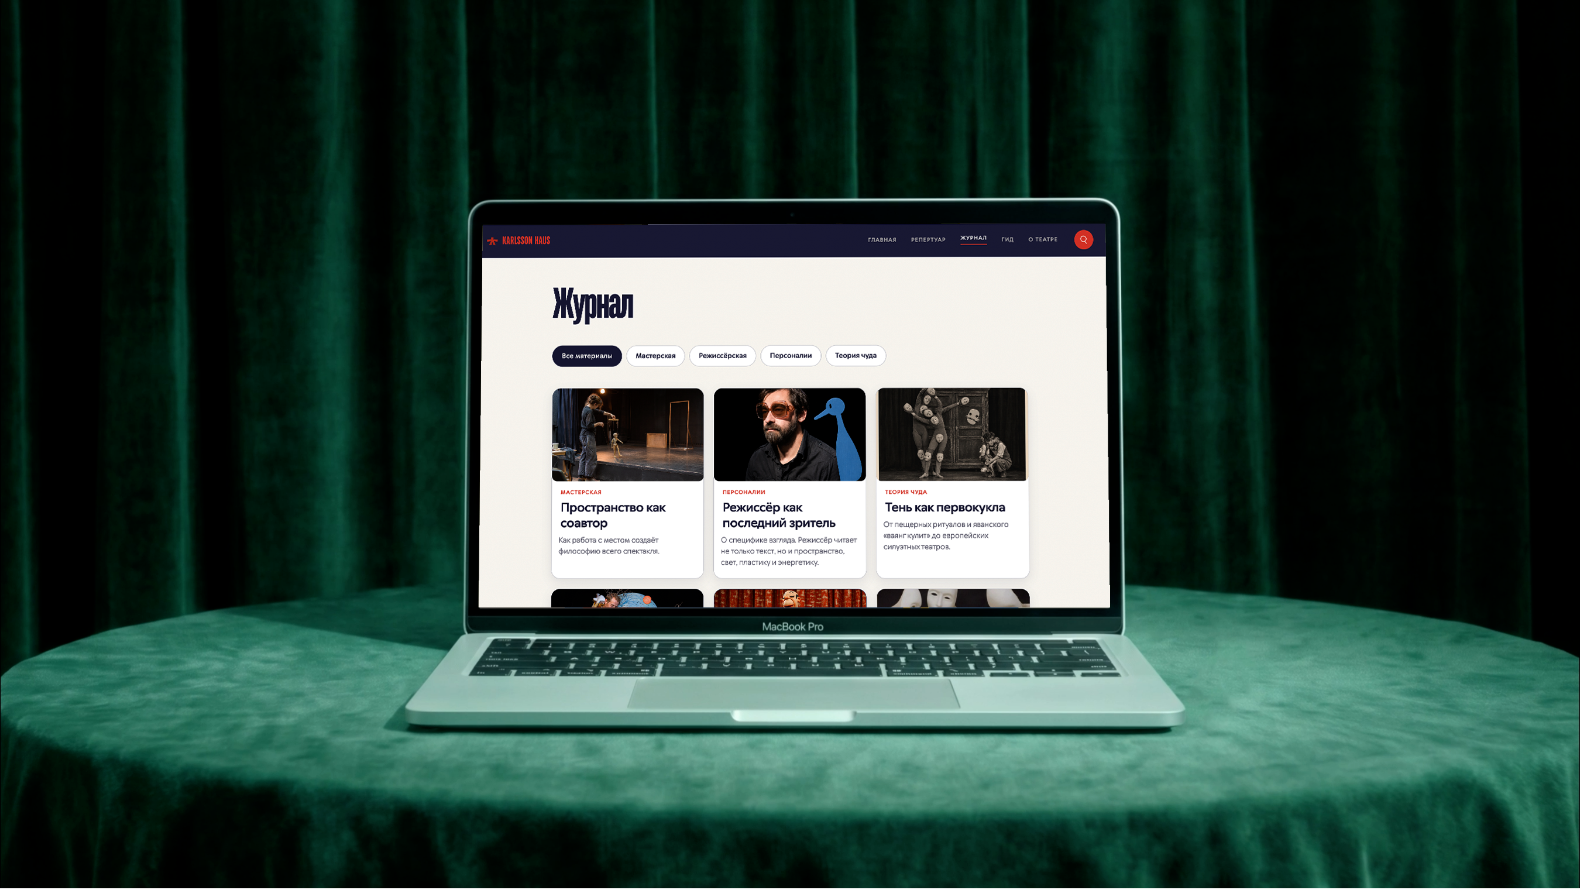 KARLSSON HAUS
ГЛАВНАЯ РЕПЕРТУАР ЖУРНАЛ ГИД О ТЕАТРЕ
Журнал
Все материалы Мастерская Режиссёрская Персоналии Теория чуда
МАСТЕРСКАЯ
Пространство как
соавтор
Как работа с местом создаёт
философию всего спектакля.
ПЕРСОНАЛИИ
Режиссёр как
последний зритель
О специфике взгляда. Режиссёр читает
не только текст, но и пространство,
свет, пластику и энергетику.
ТЕОРИЯ ЧУДА
Тень как первокукла
От пещерных ритуалов и яванского
«ваянг кулит» до европейских
силуэтных театров.
MacBook Pro